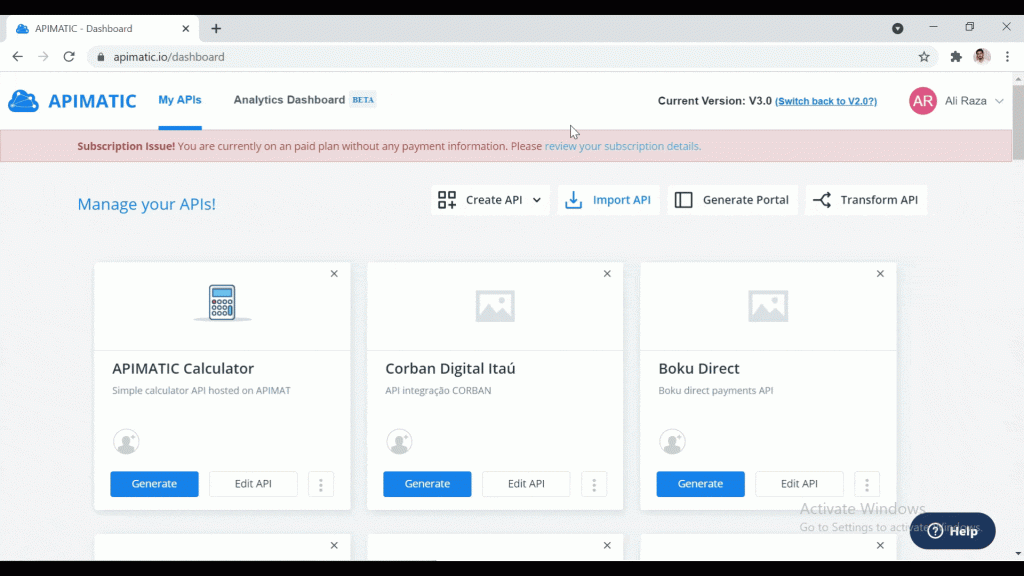 APIMATIC - Dashboard
apimatic.io/dashboard
APIMATIC
My APIs
Analytics Dashboard BETA
Current Version: V3.0 (Switch back to V2.0?)
AR
Ali Raza
Subscription Issue! You are currently on an paid plan without any payment information. Please review your subscription details.
Manage your APIs!
Create API
Import API
Generate Portal
Transform API
APIMATIC Calculator
Simple calculator API hosted on APIMAT
Generate
Edit API
Corban Digital Itaú
API integração CORBAN
Generate
Edit API
Boku Direct
Boku direct payments API
Generate
Edit API
Activate Windows
Go to Settings to activate Windows.
Help